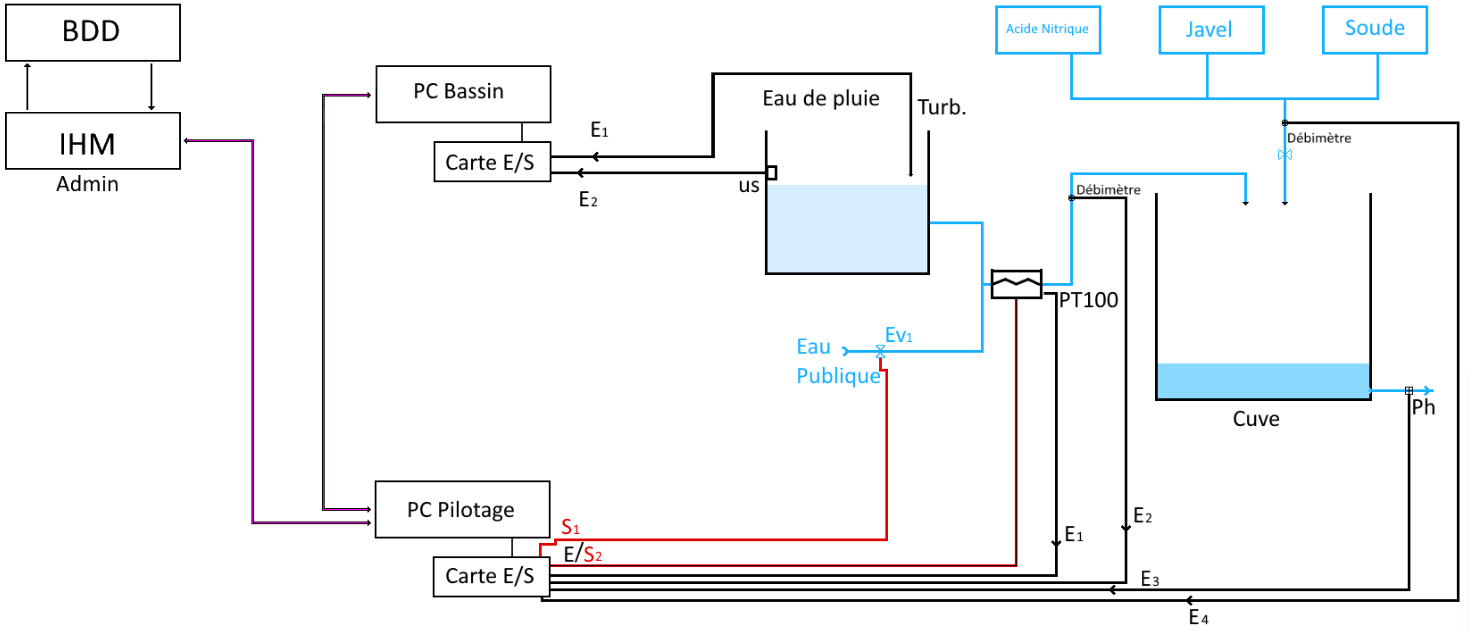 BDD
IHM
Admin
PC Bassin
Carte E/S
E1
E2
Eau de pluie
Turb.
us
Acide Nitrique
Javel
Soude
Débimètre
Débimètre
PT100
Eau
Publique
Ev1
Cuve
Ph
PC Pilotage
Carte E/S
S1
E/S2
E1
E2
E3
E4